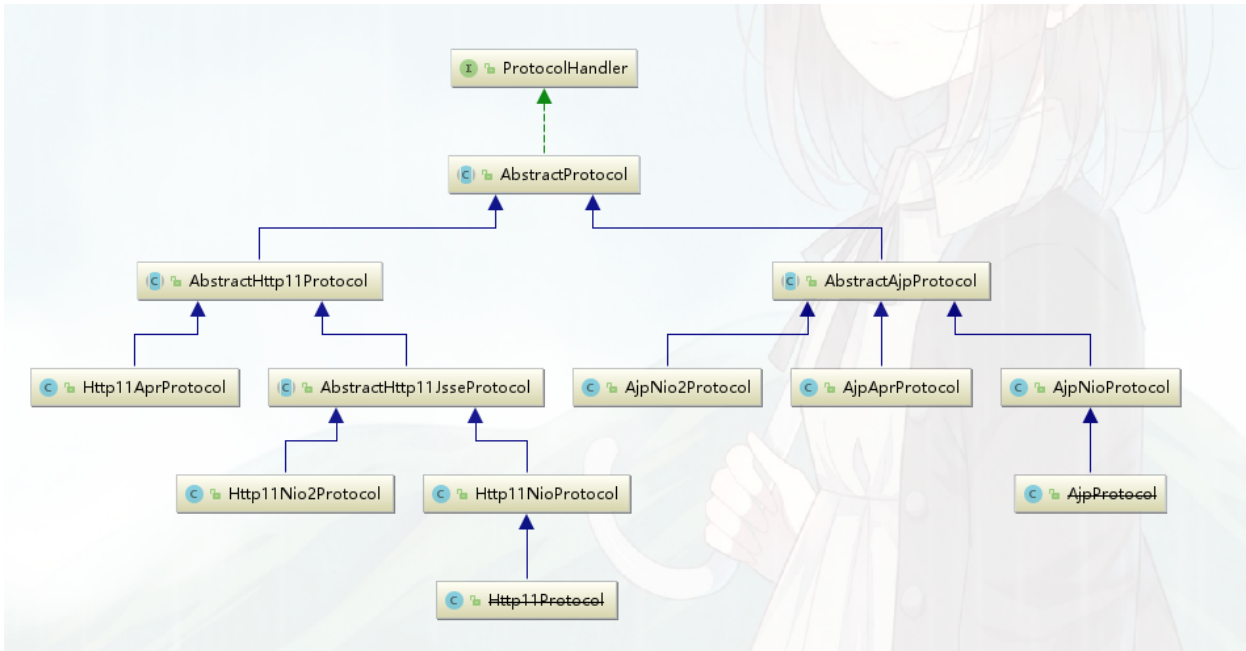 ProtocolHandler
AbstractProtocol
AbstractHttp11Protocol
AbstractAjpProtocol
Http11AprProtocol
AbstractHttp11JsseProtocol
AjpNio2Protocol
AjpAprProtocol
AjpNioProtocol
Http11Nio2Protocol
Http11NioProtocol
AjpProtocol
Http11Protocol